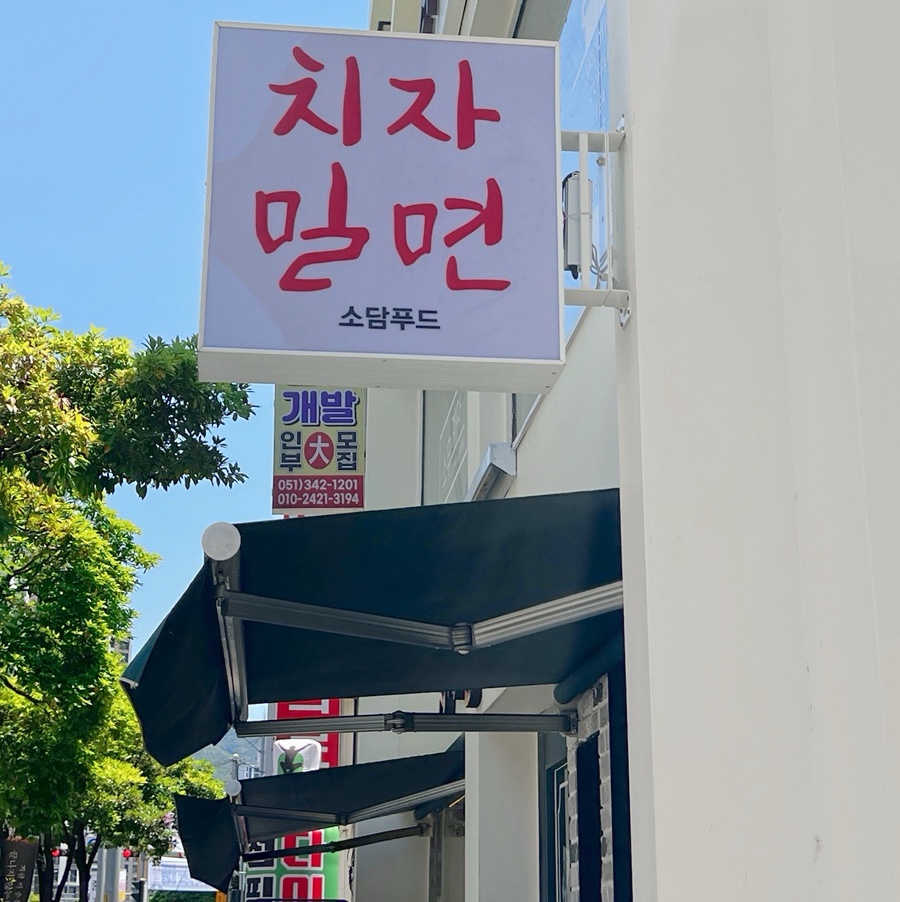 치자
밀면
소담푸드
개발
인 大 모
부 집
051)342-1201
010-2421-3194